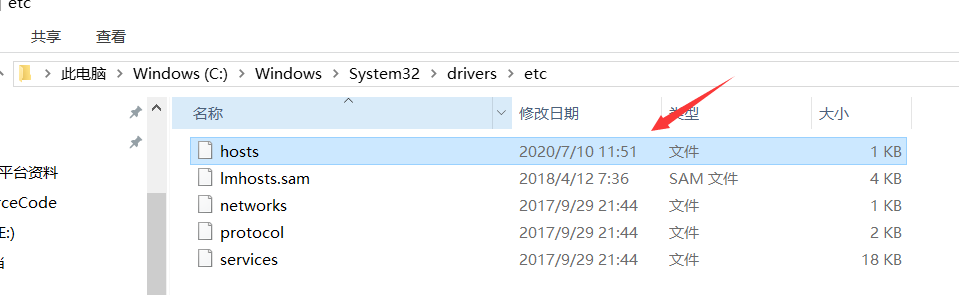 etc
共享 查看
此电脑 Windows (C:) Windows System32 drivers etc
名称 修改日期 类型 大小
hosts 2020/7/10 11:51 文件 1 KB
平台资料 lmhosts.sam 2018/4/12 7:36 SAM 文件 4 KB
rceCode networks 2017/9/29 21:44 文件 1 KB
E:) protocol 2017/9/29 21:44 文件 2 KB
services 2017/9/29 21:44 文件 18 KB